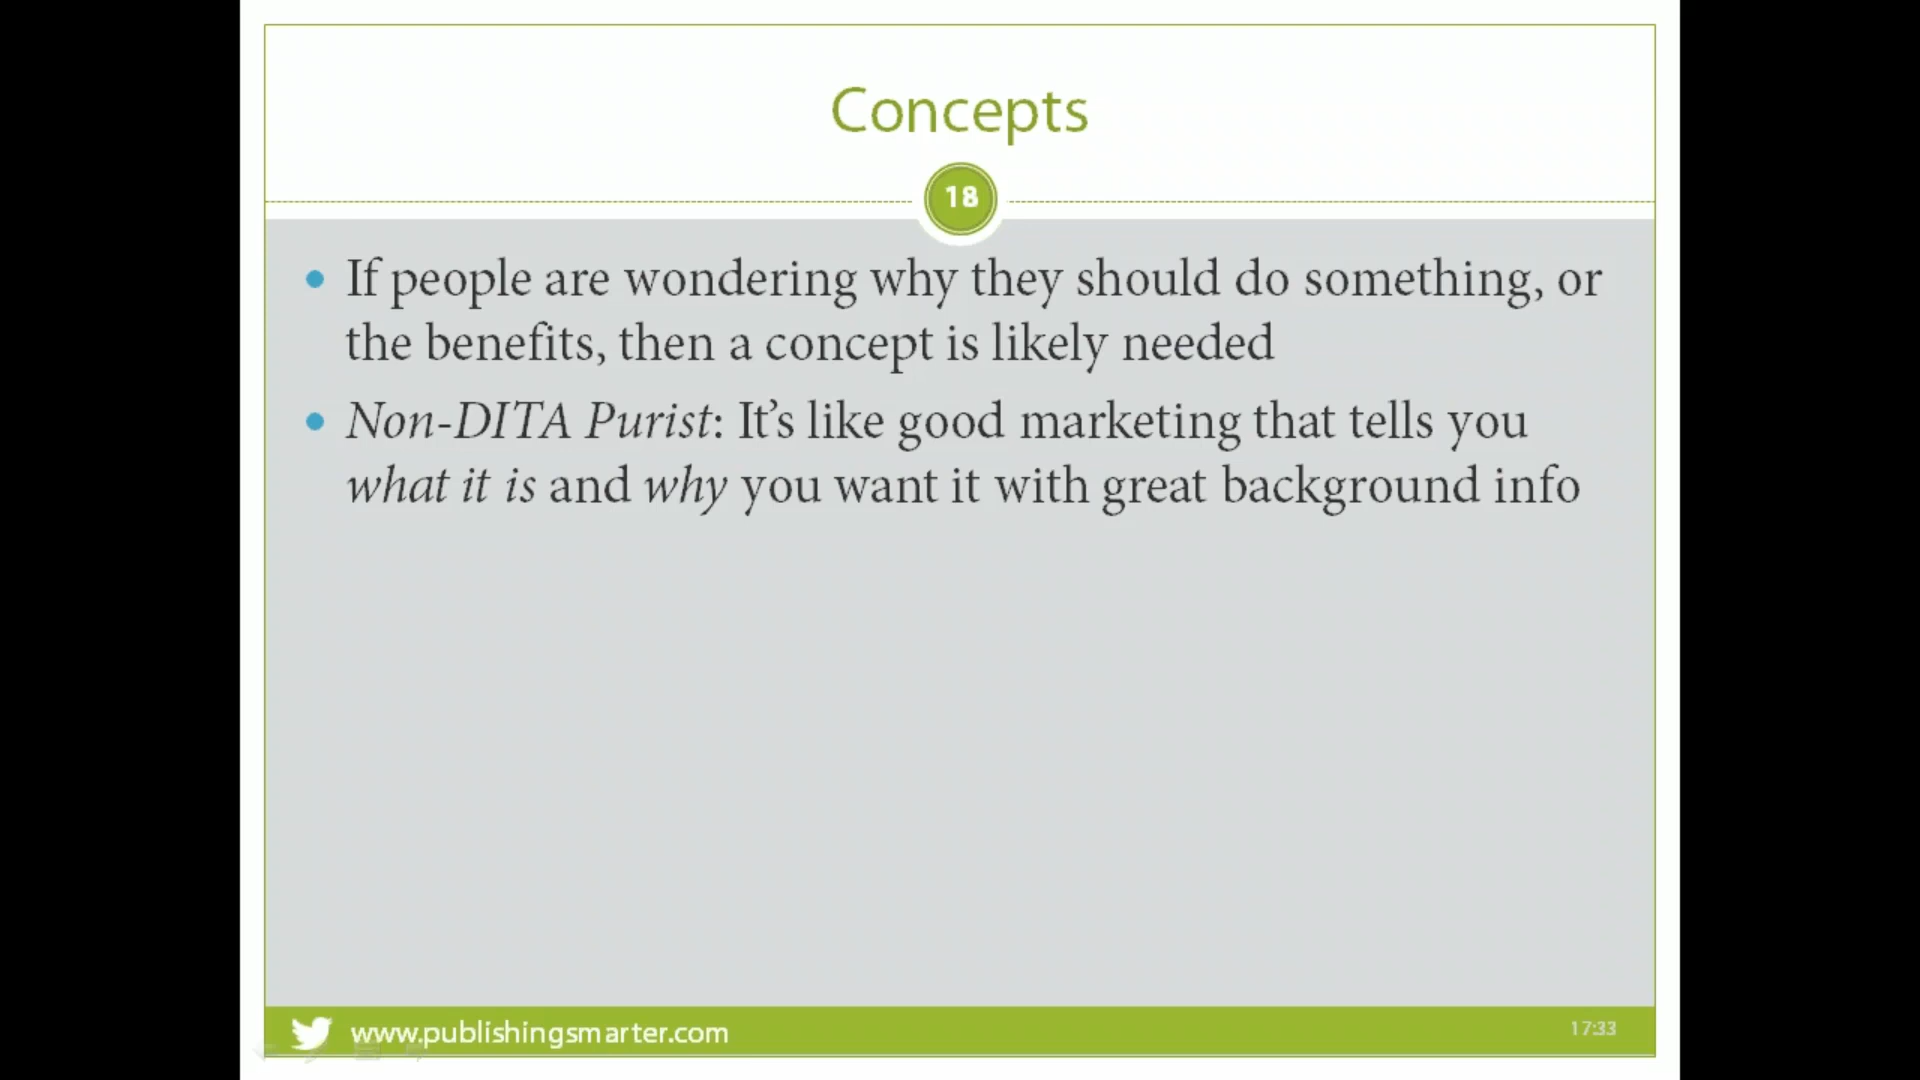 Concepts
18
• If people are wondering why they should do something, or
the benefits, then a concept is likely needed
• Non-DITA Purist: It’s like good marketing that tells you
what it is and why you want it with great background info
www.publishingsmarter.com
17:33